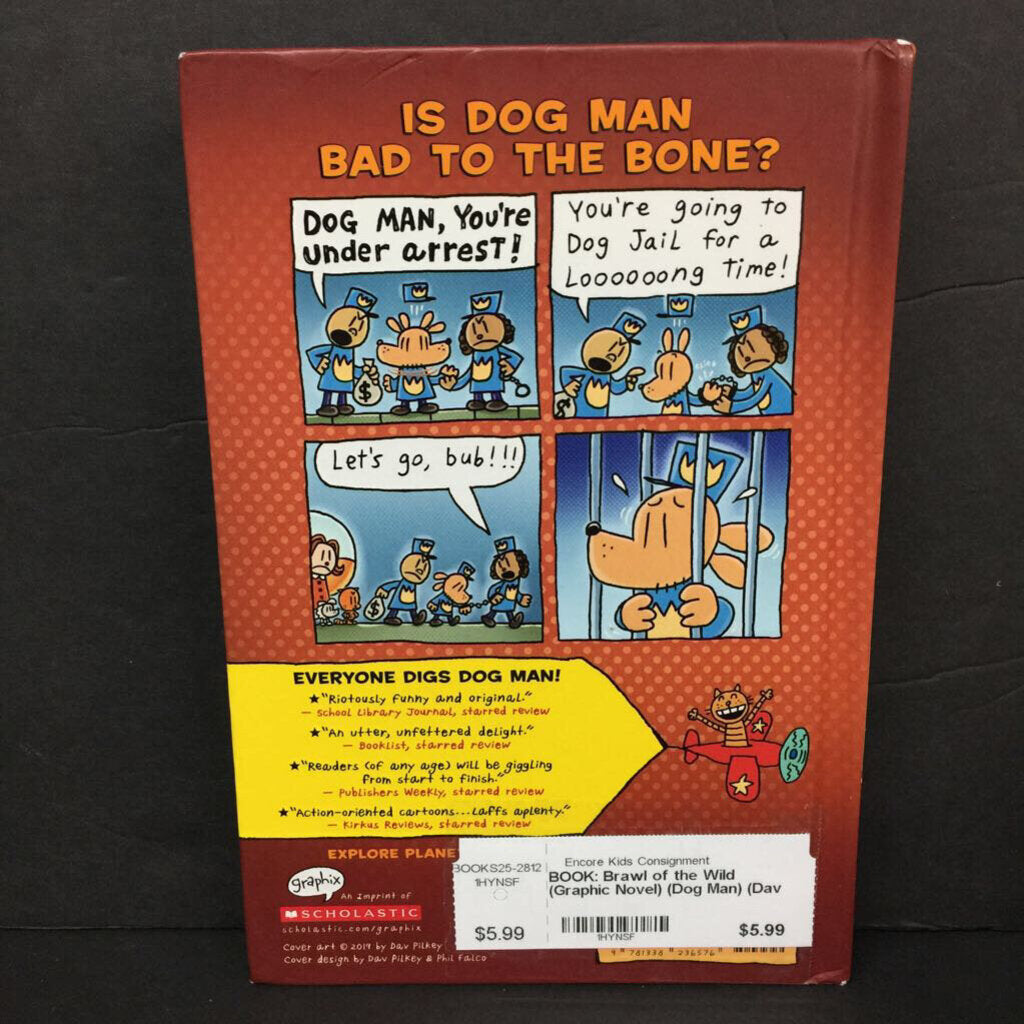 IS DOG MAN
BAD TO THE BONE?
DOG MAN, You're
under arrest!
You're going to
Dog Jail for a
Loooooong time!
Let's go, bub!!!
$
$
EVERYONE DIGS DOG MAN!
★"Riotously funny and original."
— School Library Journal, starred review
★"An utter, unfettered delight."
— Booklist, starred review
★"Readers (of any age) will be giggling
from start to finish."
— Publishers Weekly, starred review
★"Action-oriented cartoons...Laffs aplenty."
— Kirkus Reviews, starred review
EXPLORE PLANE
graphix
An Imprint of
SCHOLASTIC
scholastic.com/graphix
Cover art © 2019 by Dav Pilkey
Cover design by Dav Pilkey & Phil Falco
BOOKS25-2812
1HYNSF
$5.99
Encore Kids Consignment
BOOK: Brawl of the Wild
(Graphic Novel) (Dog Man) (Dav
1HYNSF
$5.99
9 781338 236576